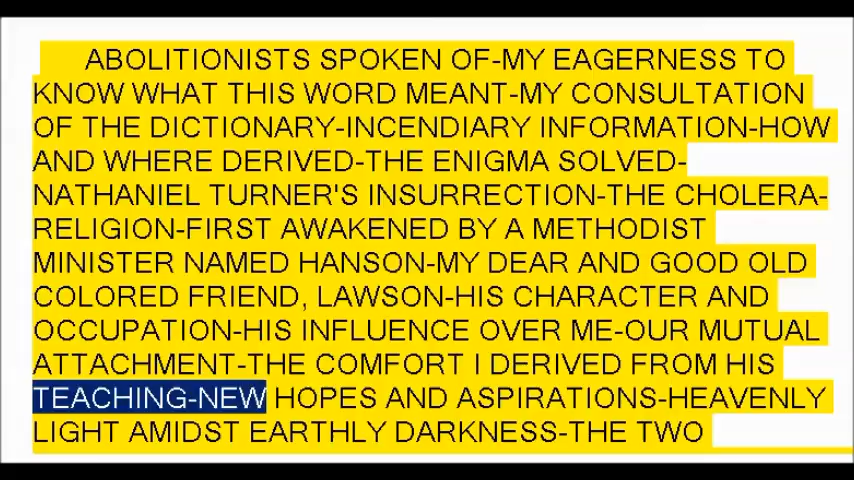 ABOLITIONISTS SPOKEN OF-MY EAGERNESS TO
KNOW WHAT THIS WORD MEANT-MY CONSULTATION
OF THE DICTIONARY-INCENDIARY INFORMATION-HOW
AND WHERE DERIVED-THE ENIGMA SOLVED-
NATHANIEL TURNER'S INSURRECTION-THE CHOLERA-
RELIGION-FIRST AWAKENED BY A METHODIST
MINISTER NAMED HANSON-MY DEAR AND GOOD OLD
COLORED FRIEND, LAWSON-HIS CHARACTER AND
OCCUPATION-HIS INFLUENCE OVER ME-OUR MUTUAL
ATTACHMENT-THE COMFORT I DERIVED FROM HIS
TEACHING-NEW HOPES AND ASPIRATIONS-HEAVENLY
LIGHT AMIDST EARTHLY DARKNESS-THE TWO